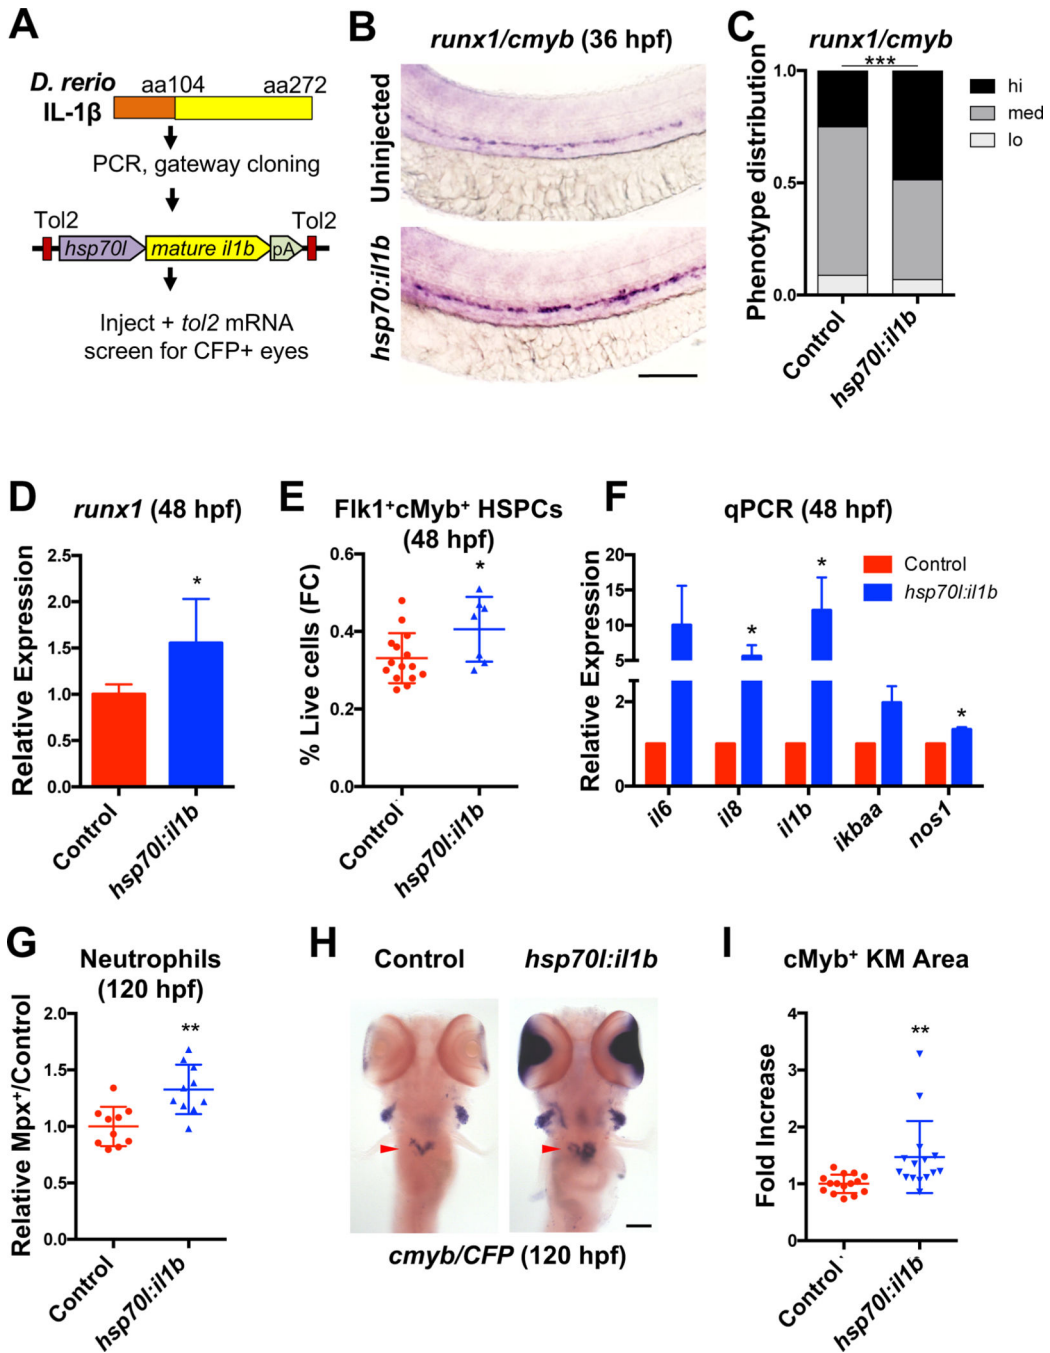 A
D. rerio
IL-1β
aa104
aa272
PCR, gateway cloning
Tol2
Tol2
hsp70l
mature il1b
pA
Inject + tol2 mRNA
screen for CFP+ eyes
B
runx1/cmyb (36 hpf)
Uninjected
hsp70:il1b
C
runx1/cmyb
***
Phenotype distribution
1.0
0.5
0.0
hi
med
lo
Control
hsp70l:il1b
D
runx1 (48 hpf)
Relative Expression
2.5
2.0
1.5
1.0
0.5
0.0
*
Control
hsp70l:il1b
E
Flk1⁺cMyb⁺ HSPCs
(48 hpf)
% Live cells (FC)
0.6
0.4
0.2
0.0
*
Control
hsp70l:il1b
F
qPCR (48 hpf)
Relative Expression
20
15
10
5
2
0
*
*
*
Control
hsp70l:il1b
il6
il8
il1b
ikbaa
nos1
G
Neutrophils
(120 hpf)
Relative Mpx⁺/Control
2.0
1.5
1.0
0.5
0.0
**
Control
hsp70l:il1b
H
Control
hsp70l:il1b
cmyb/CFP (120 hpf)
I
cMyb⁺ KM Area
Fold Increase
4
3
2
1
0
**
Control
hsp70l:il1b